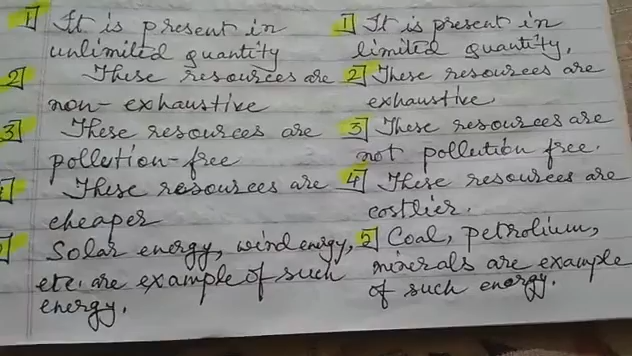 1] It is present in
unlimited quantity
2] These resources are
non-exhaustive
3] These resources are
pollution-free
] These resources are
cheaper
] Solar energy, wind energy,
etc. are example of such
energy.
1] It is present in
limited quantity.
2] These resources are
exhaustive.
3] These resources are
not pollution free.
4] These resources are
costlier.
5] Coal, petrolium,
minerals are example
of such energy.